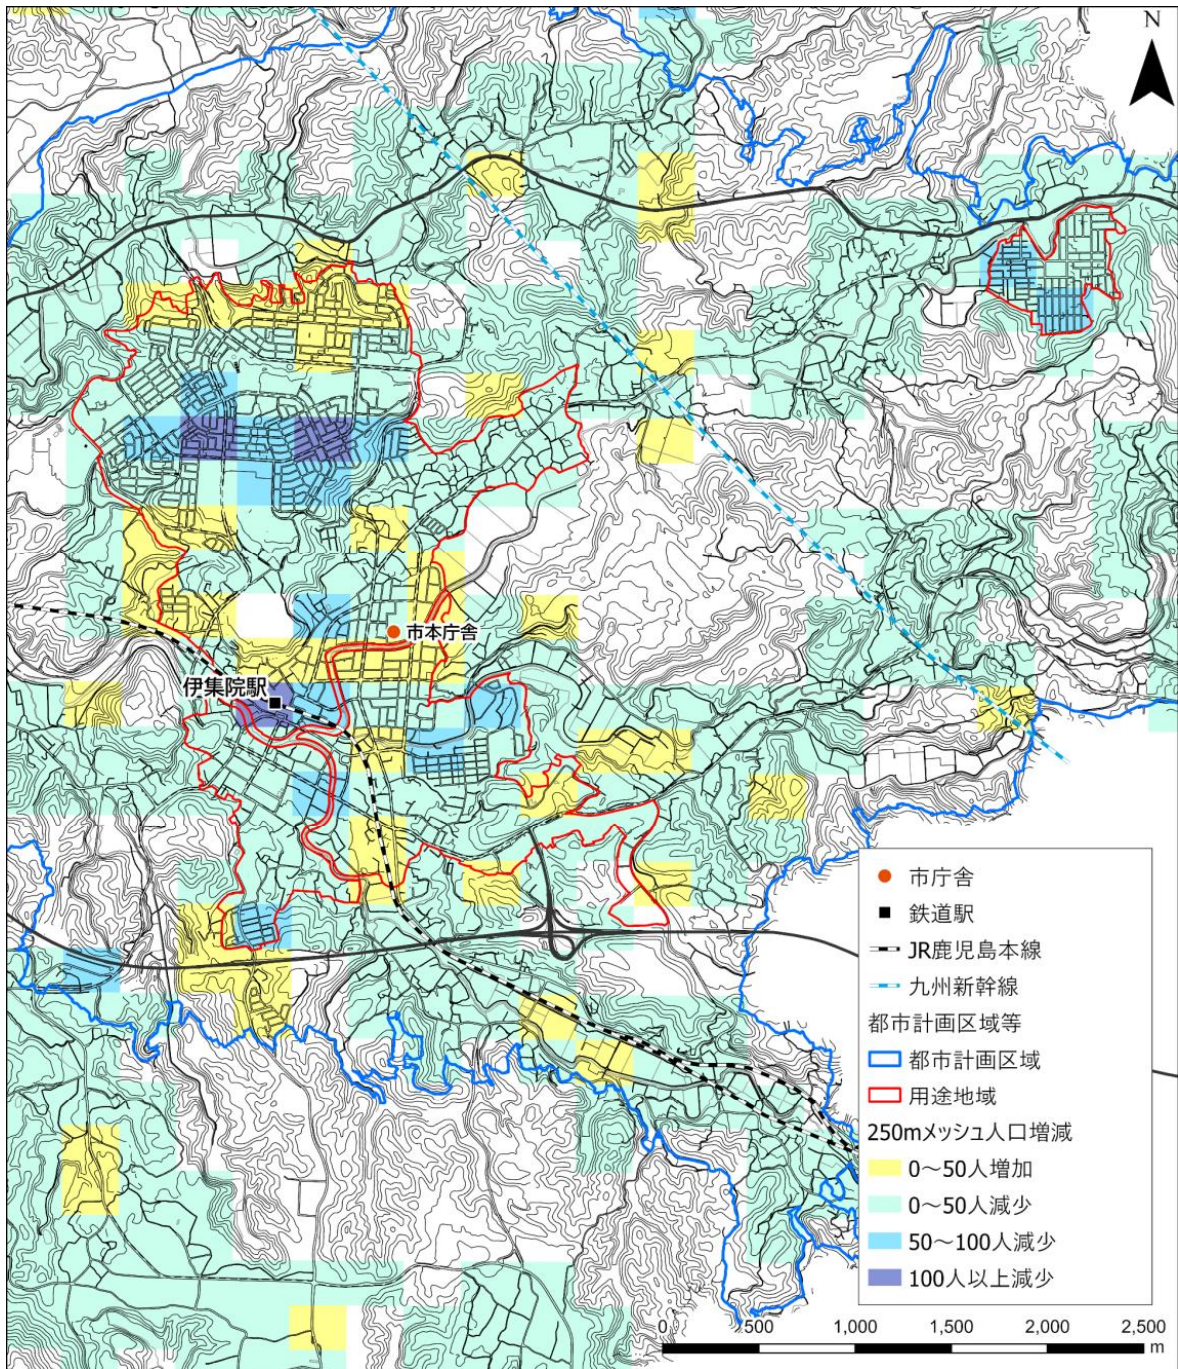 N
市本庁舎
伊集院駅
市庁舎
鉄道駅
JR鹿児島本線
九州新幹線
都市計画区域等
都市計画区域
用途地域
250mメッシュ人口増減
0～50人増加
0～50人減少
50～100人減少
100人以上減少
0 500 1,000 1,500 2,000 2,500
m